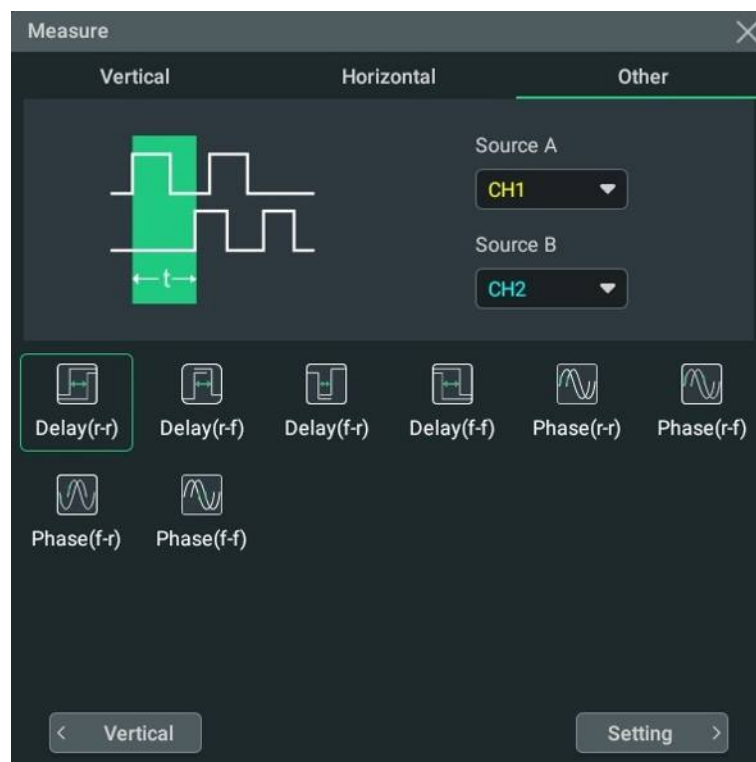 Measure
Vertical Horizontal Other
Source A
CH1
Source B
CH2
t
Delay(r-r) Delay(r-f) Delay(f-r) Delay(f-f) Phase(r-r) Phase(r-f)
Phase(f-r) Phase(f-f)
< Vertical Setting >